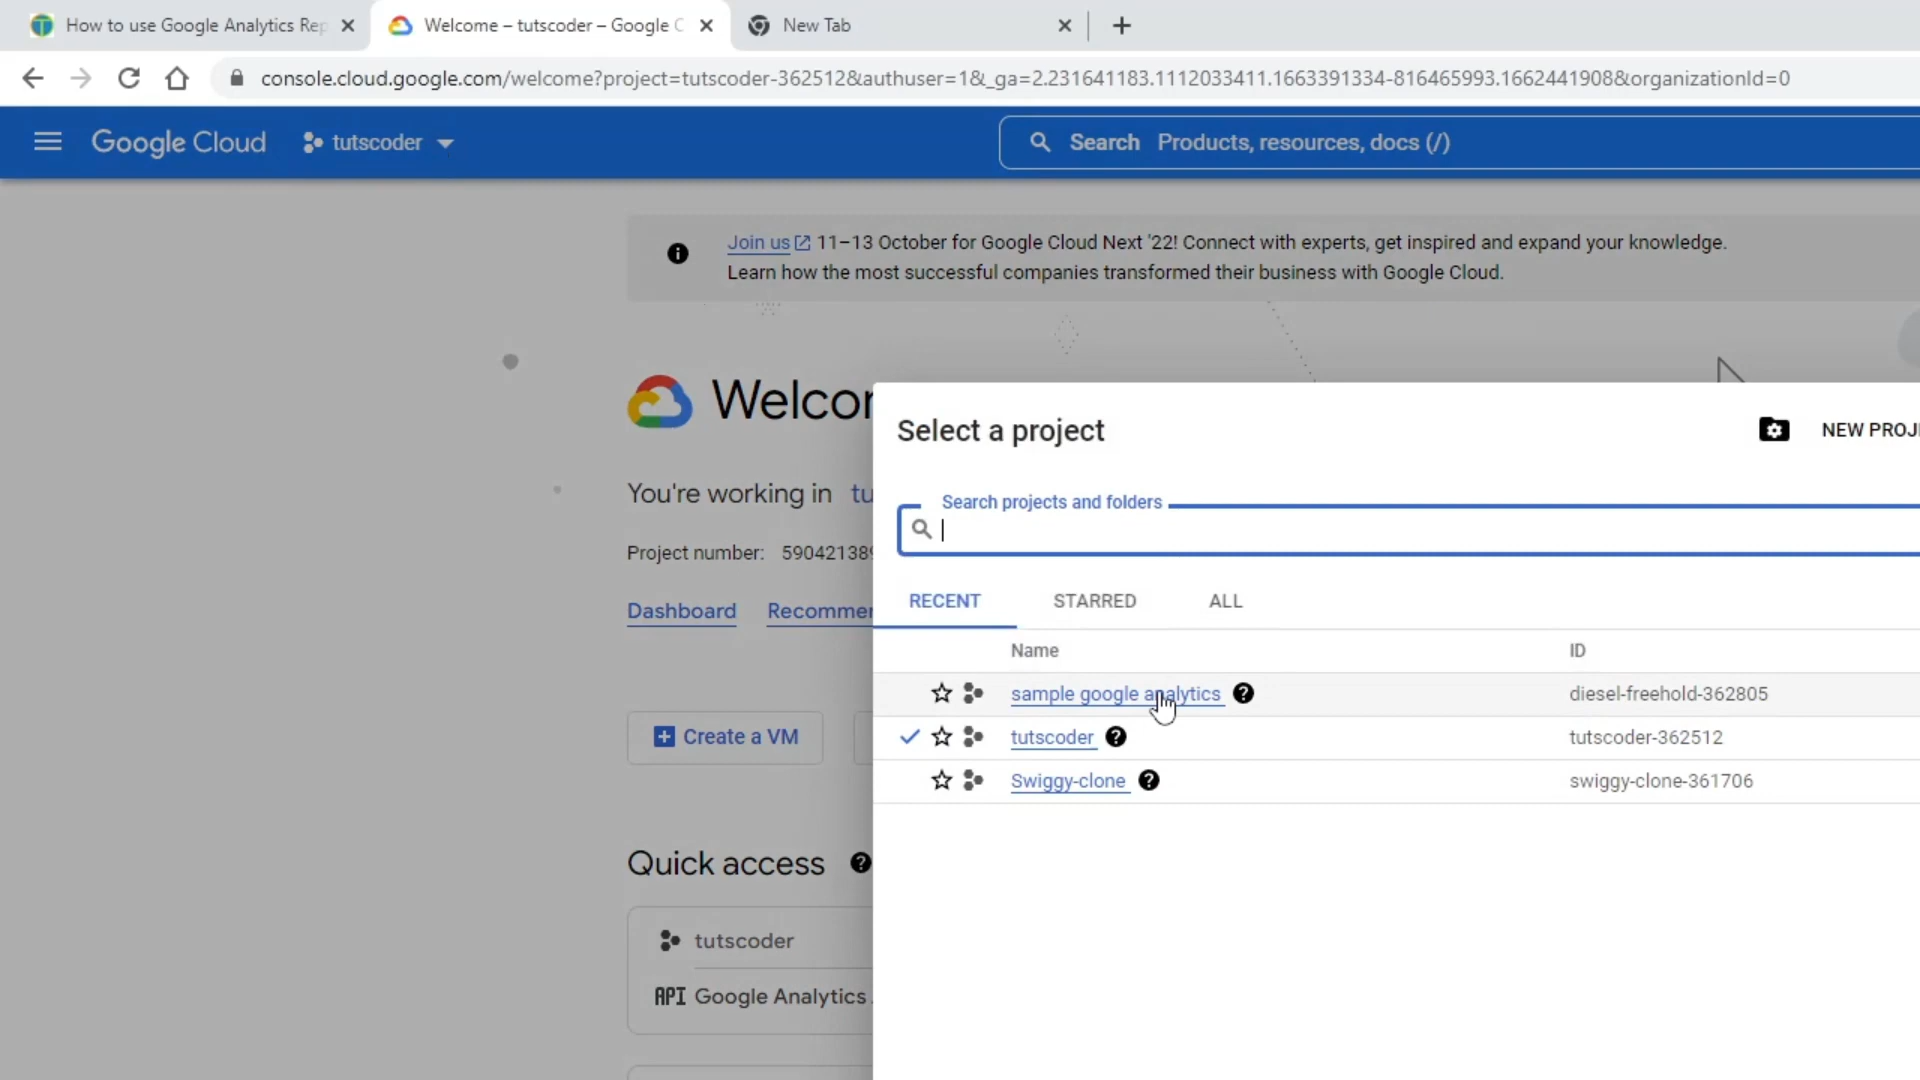 How to use Google Analytics Rep
Welcome – tutscoder – Google C
New Tab
console.cloud.google.com/welcome?project=tutscoder-362512&authuser=1&_ga=2.231641183.1112033411.1663391334-816465993.1662441908&organizationId=0
Google Cloud
tutscoder
Search Products, resources, docs (/)
Join us 11–13 October for Google Cloud Next '22! Connect with experts, get inspired and expand your knowledge.
Learn how the most successful companies transformed their business with Google Cloud.
Welcom
You're working in tu
Project number: 59042138
Dashboard Recommen
Create a VM
Quick access
tutscoder
API Google Analytics
Select a project
NEW PROJ
Search projects and folders
RECENT STARRED ALL
Name ID
sample google analytics diesel-freehold-362805
tutscoder tutscoder-362512
Swiggy-clone swiggy-clone-361706